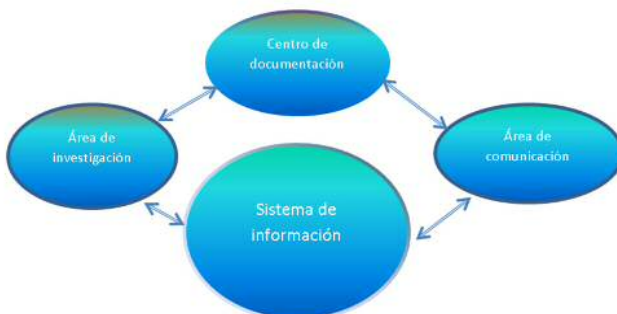 Centro de
documentación
Área de
investigación
Área de
comunicación
Sistema de
información